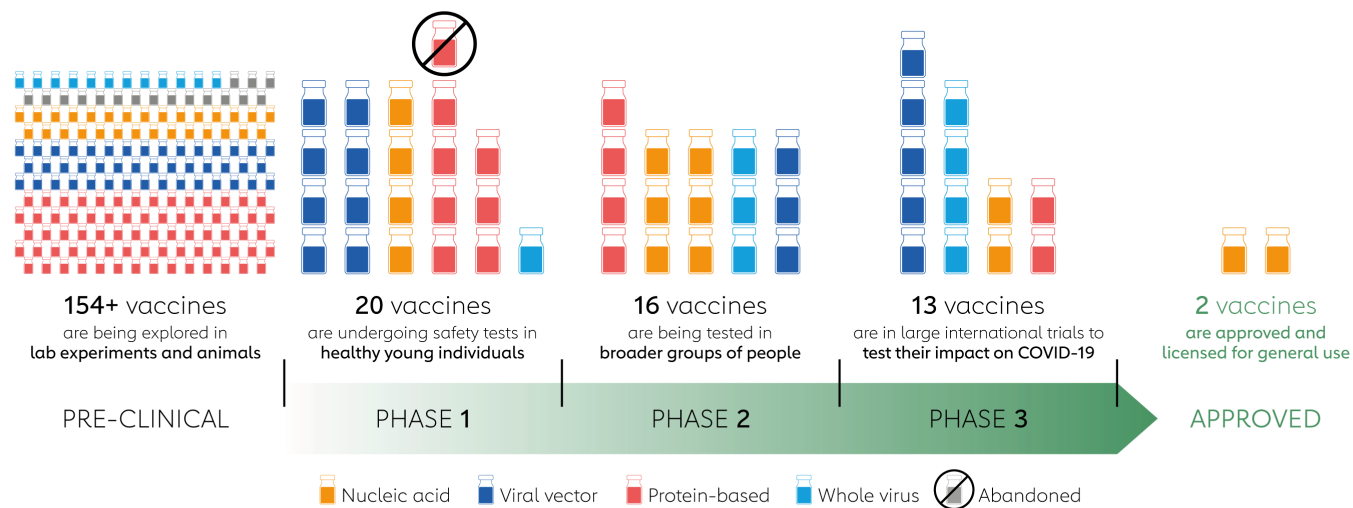 154+ vaccines
are being explored in
lab experiments and animals
20 vaccines
are undergoing safety tests in
healthy young individuals
16 vaccines
are being tested in
broader groups of people
13 vaccines
are in large international trials to
test their impact on COVID-19
2 vaccines
are approved and
licensed for general use
PRE-CLINICAL
PHASE 1
PHASE 2
PHASE 3
APPROVED
Nucleic acid
Viral vector
Protein-based
Whole virus
Abandoned